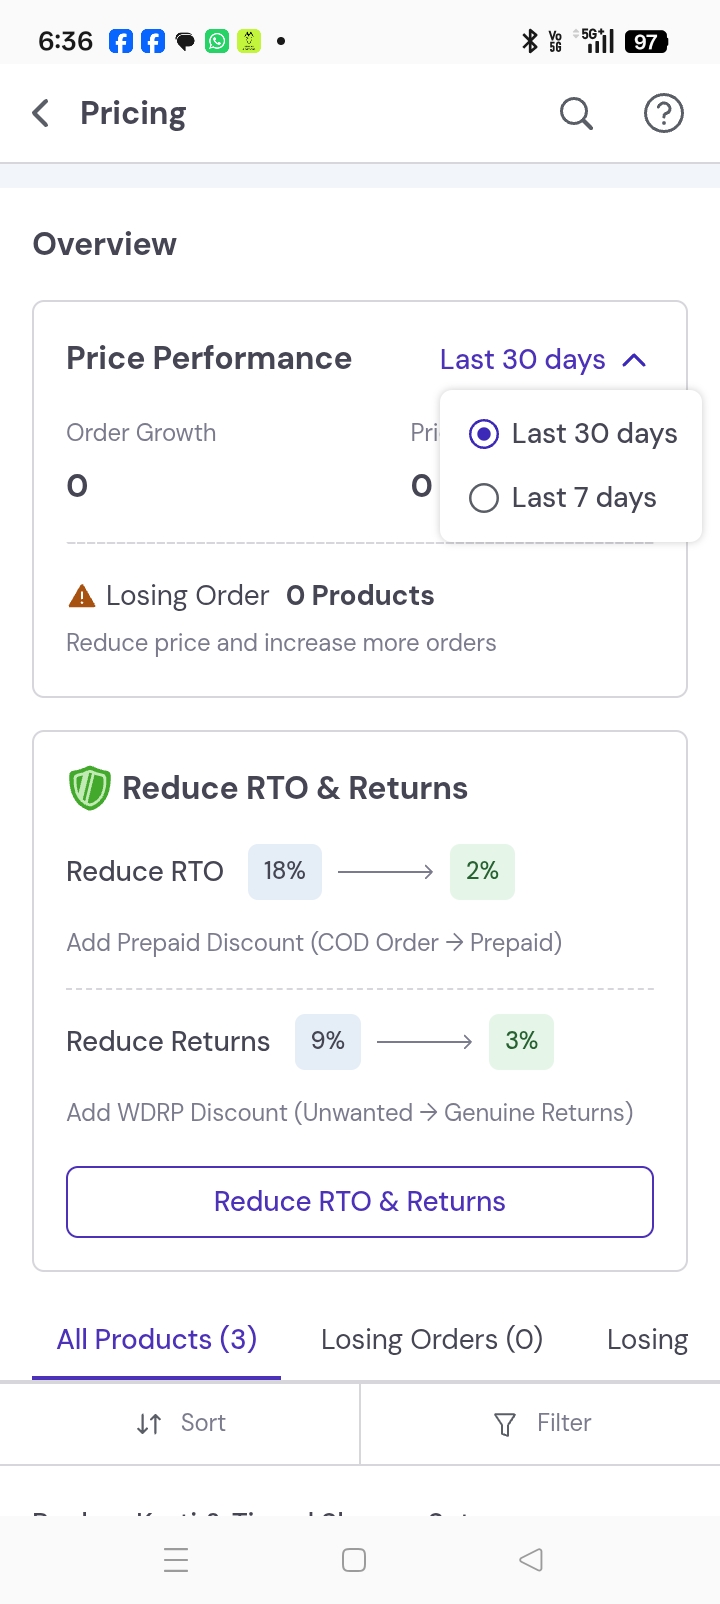 6:36
Vo 5G 5G+ 97
Pricing
Overview
Price Performance Last 30 days
Order Growth
Last 30 days
0 0
Last 7 days
Losing Order 0 Products
Reduce price and increase more orders
Reduce RTO & Returns
Reduce RTO 18% → 2%
Add Prepaid Discount (COD Order → Prepaid)
Reduce Returns 9% → 3%
Add WDRP Discount (Unwanted → Genuine Returns)
Reduce RTO & Returns
All Products (3) Losing Orders (0) Losing
Sort Filter